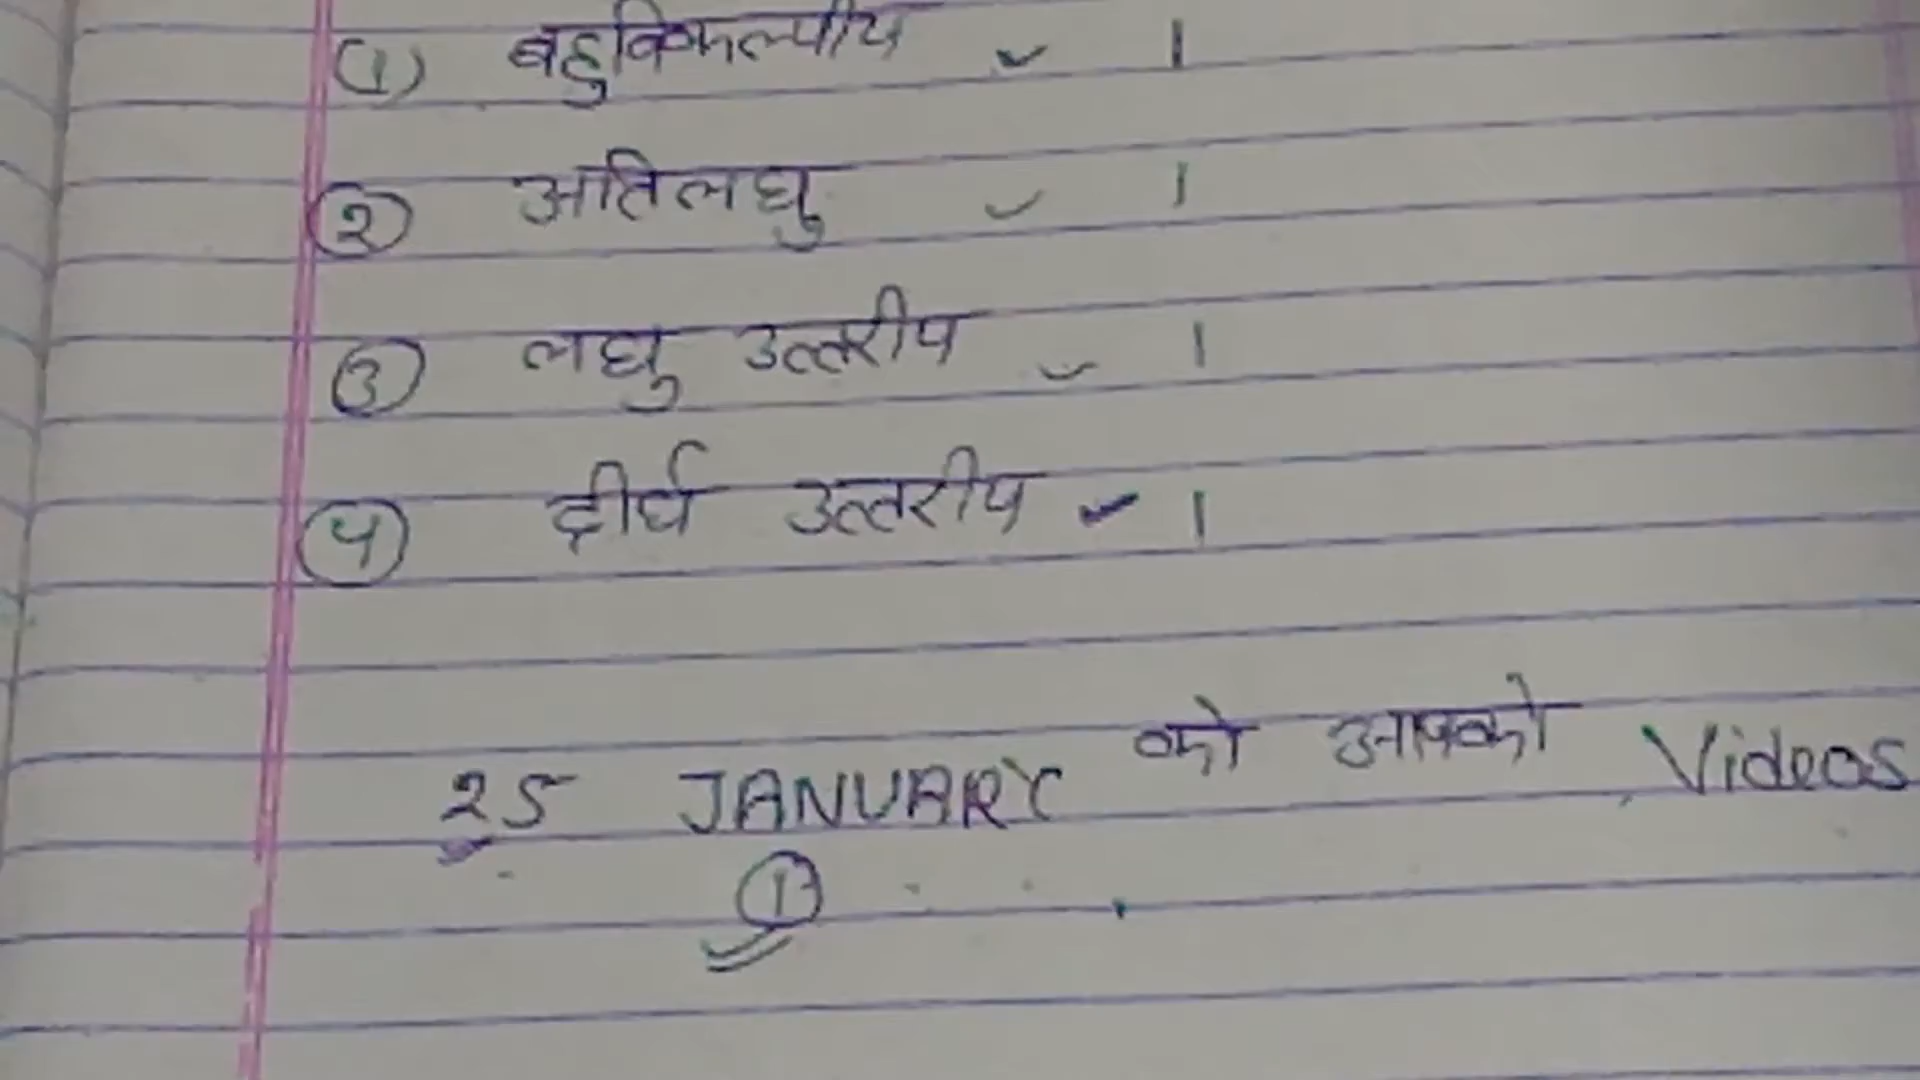 (1) बहुविकल्पीय ✓ |
(2) अतिलघु ✓ |
(3) लघु उत्तरीय ✓ |
(4) दीर्घ उत्तरीय ✓ |
25 JANUARY को आपको Videos
(1)